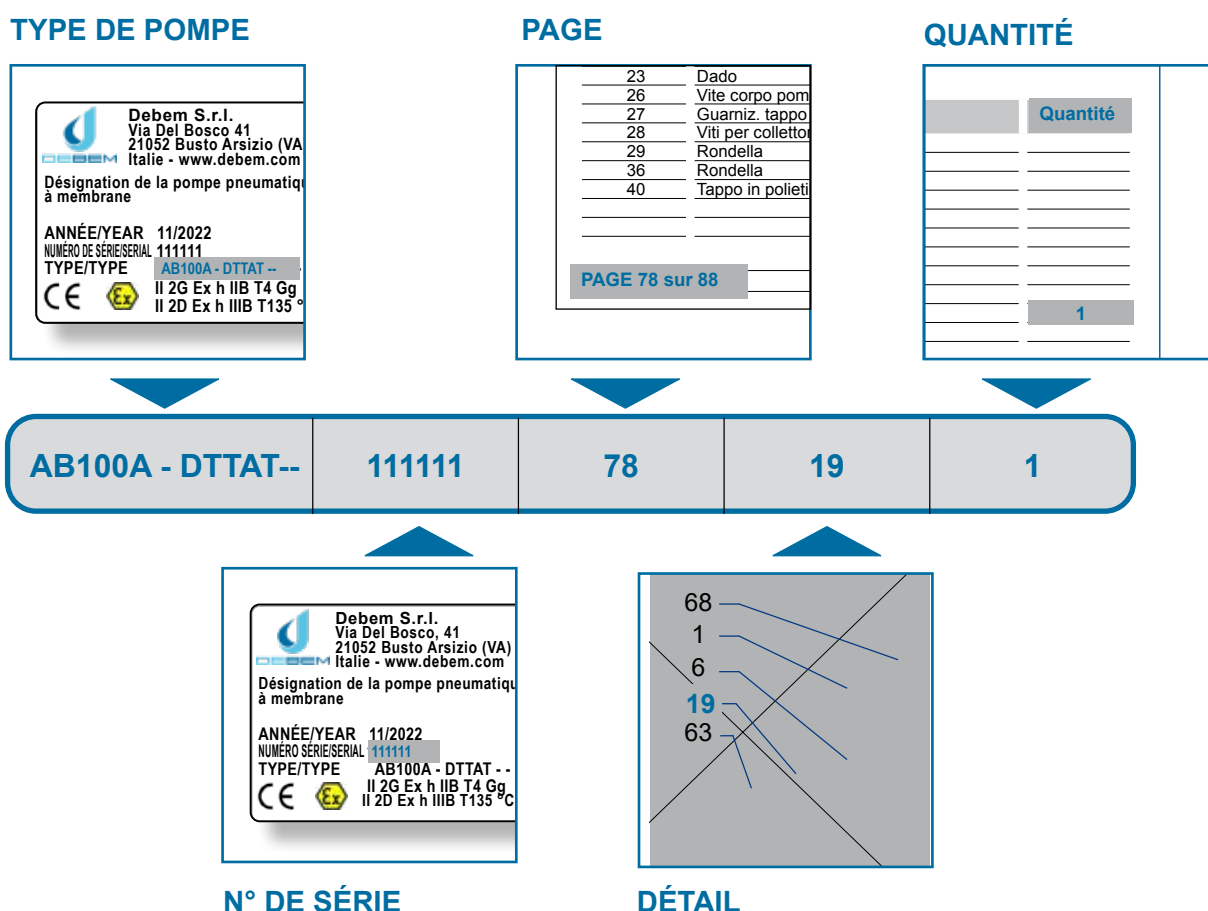 TYPE DE POMPE
PAGE
QUANTITÉ
DEBEM
Debem S.r.l.
Via Del Bosco 41
21052 Busto Arsizio (VA
Italie - www.debem.com
Désignation de la pompe pneumatiqu
à membrane
ANNÉE/YEAR 11/2022
NUMÉRO DE SÉRIE/SERIAL 111111
TYPE/TYPE AB100A - DTTAT --
CE Ex II 2G Ex h IIB T4 Gg
II 2D Ex h IIIB T135 °
23 Dado
26 Vite corpo pom
27 Guarniz. tappo
28 Viti per collettor
29 Rondella
36 Rondella
40 Tappo in polieti
PAGE 78 sur 88
Quantité
1
AB100A - DTTAT-- 111111 78 19 1
DEBEM
Debem S.r.l.
Via Del Bosco, 41
21052 Busto Arsizio (VA)
Italie - www.debem.com
Désignation de la pompe pneumatiqu
à membrane
ANNÉE/YEAR 11/2022
NUMÉRO SÉRIE/SERIAL 111111
TYPE/TYPE AB100A - DTTAT - -
CE Ex II 2G Ex h IIB T4 Gg
II 2D Ex h IIIB T135 °C
68
1
6
19
63
N° DE SÉRIE
DÉTAIL